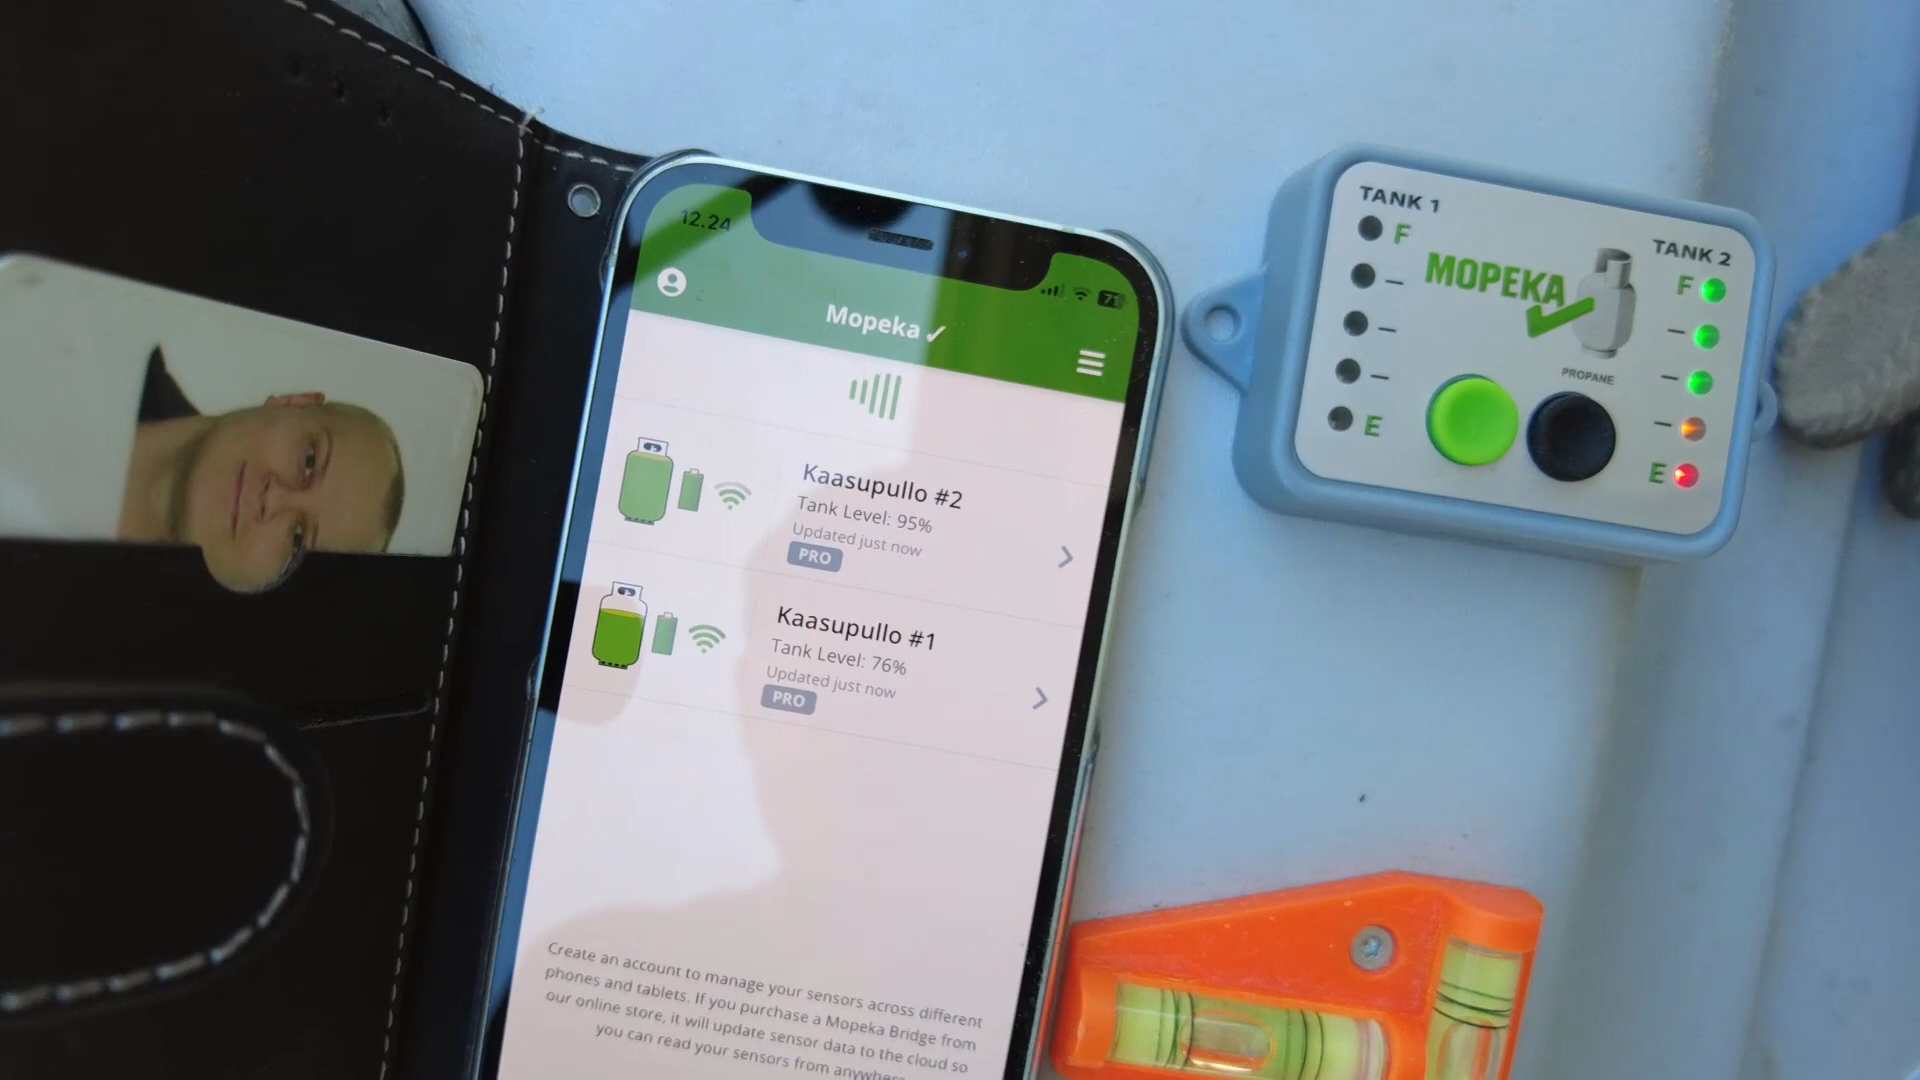 12.24
71
Mopeka
Kaasupullo #2
Tank Level: 95%
Updated just now
PRO
Kaasupullo #1
Tank Level: 76%
Updated just now
PRO
Create an account to manage your sensors across different
phones and tablets. If you purchase a Mopeka Bridge from
our online store, it will update sensor data to the cloud so
you can read your sensors from anywhere
TANK 1
F
E
MOPEKA
PROPANE
TANK 2
F
E